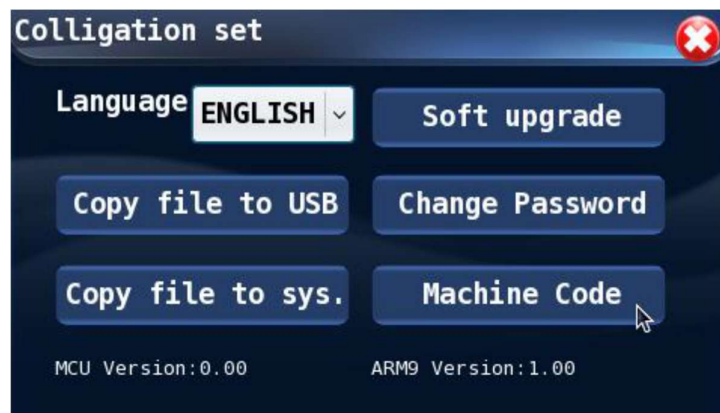 Colligation set
Language ENGLISH Soft upgrade
Copy file to USB Change Password
Copy file to sys. Machine Code
MCU Version:0.00 ARM9 Version:1.00